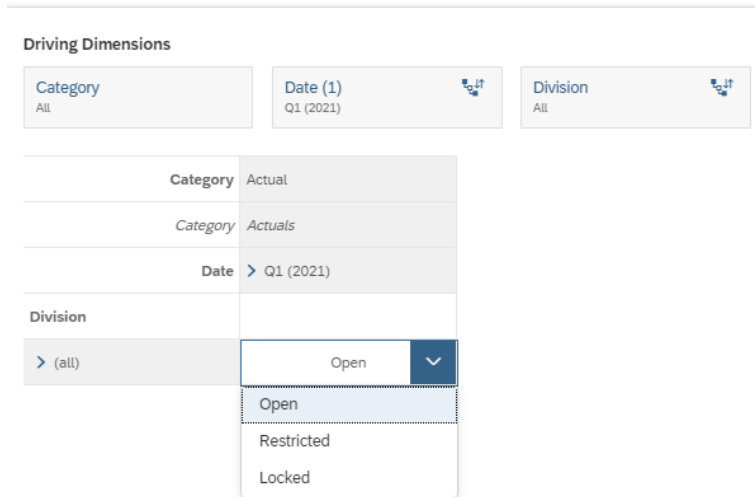 Driving Dimensions
Category
All
Date (1)
Q1 (2021)
Division
All
Category Actual
Category Actuals
Date Q1 (2021)
Division
(all) Open
Open
Restricted
Locked